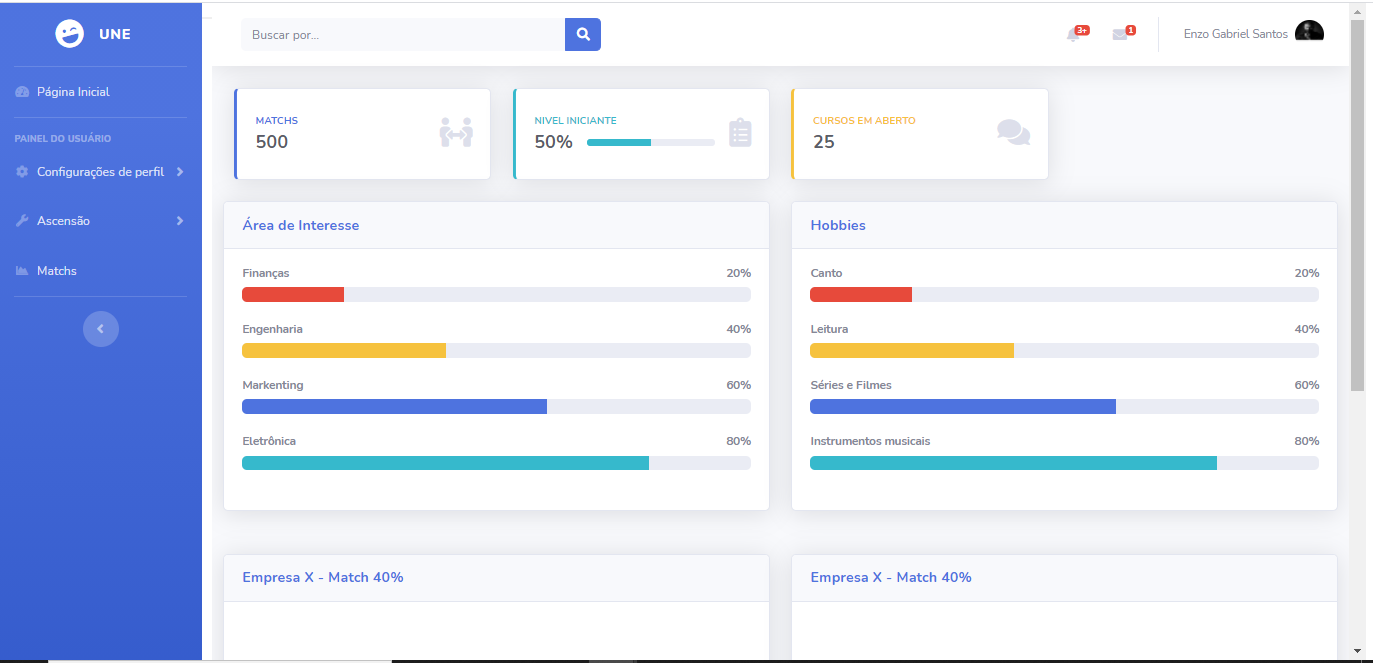 UNE
Buscar por...
3+
1
Enzo Gabriel Santos
Página Inicial
PAINEL DO USUÁRIO
Configurações de perfil
Ascensão
Matchs
MATCHS
500
NIVEL INICIANTE
50%
CURSOS EM ABERTO
25
Área de Interesse
Finanças 20%
Engenharia 40%
Markenting 60%
Eletrônica 80%
Hobbies
Canto 20%
Leitura 40%
Séries e Filmes 60%
Instrumentos musicais 80%
Empresa X - Match 40%
Empresa X - Match 40%